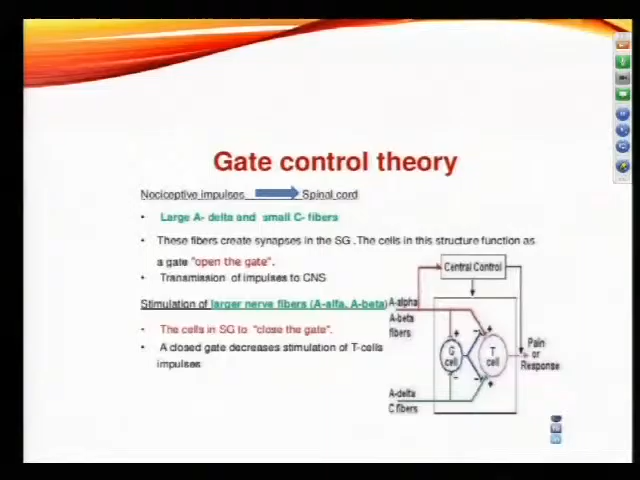 Gate control theory
Nociceptive impulses Spinal cord
• Large A- delta and small C- fibers
• These fibers create synapses in the SG .The cells in this structure function as
a gate "open the gate".
• Transmission of impulses to CNS
Stimulation of larger nerve fibers (A-alfa, A-beta)
• The cells in SG to "close the gate".
• A closed gate decreases stimulation of T-cells
impulses
Central Control
A-alpha
A-beta
fibers
G
cell
T
cell
Pain
or
Response
A-delta
C fibers